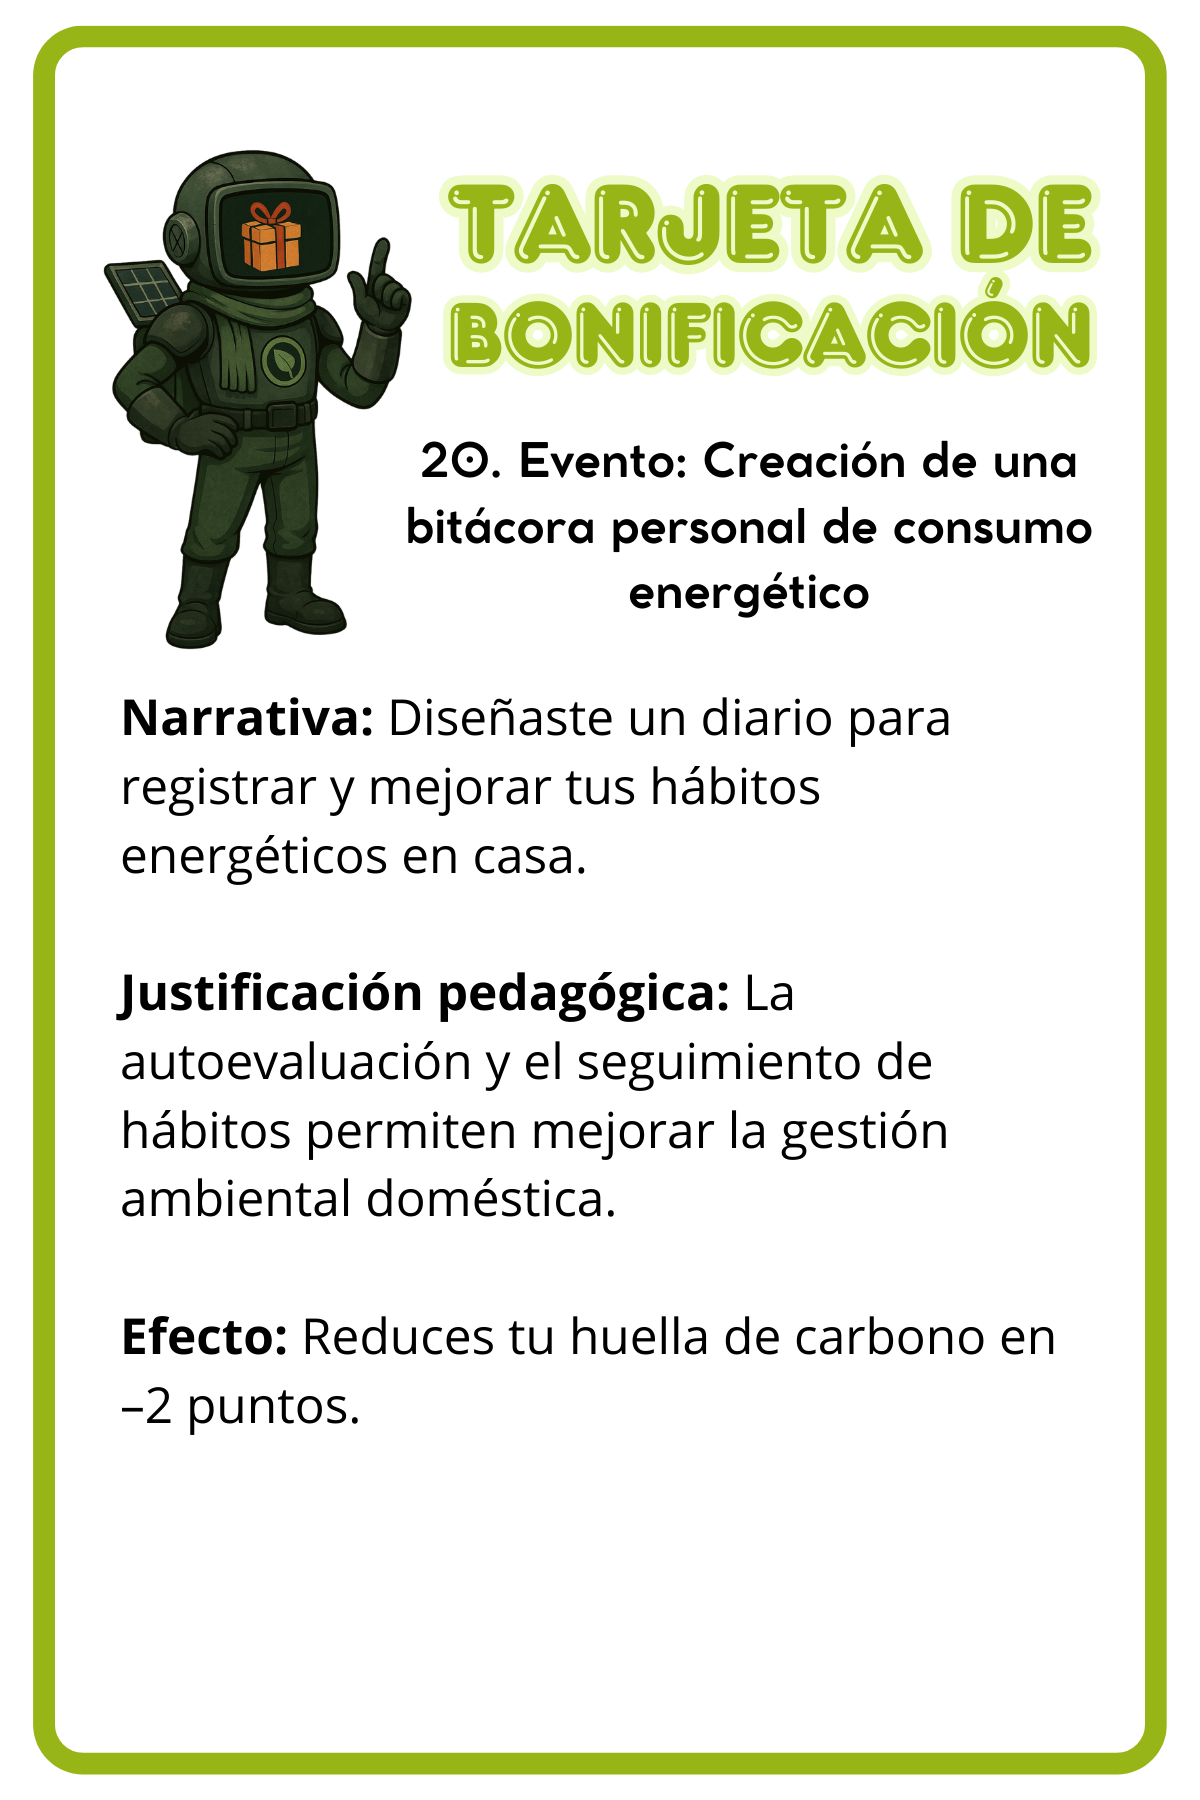 TARJETA DE
BONIFICACIÓN
20. Evento: Creación de una
bitácora personal de consumo
energético
Narrativa: Diseñaste un diario para
registrar y mejorar tus hábitos
energéticos en casa.
Justificación pedagógica: La
autoevaluación y el seguimiento de
hábitos permiten mejorar la gestión
ambiental doméstica.
Efecto: Reduces tu huella de carbono en
–2 puntos.